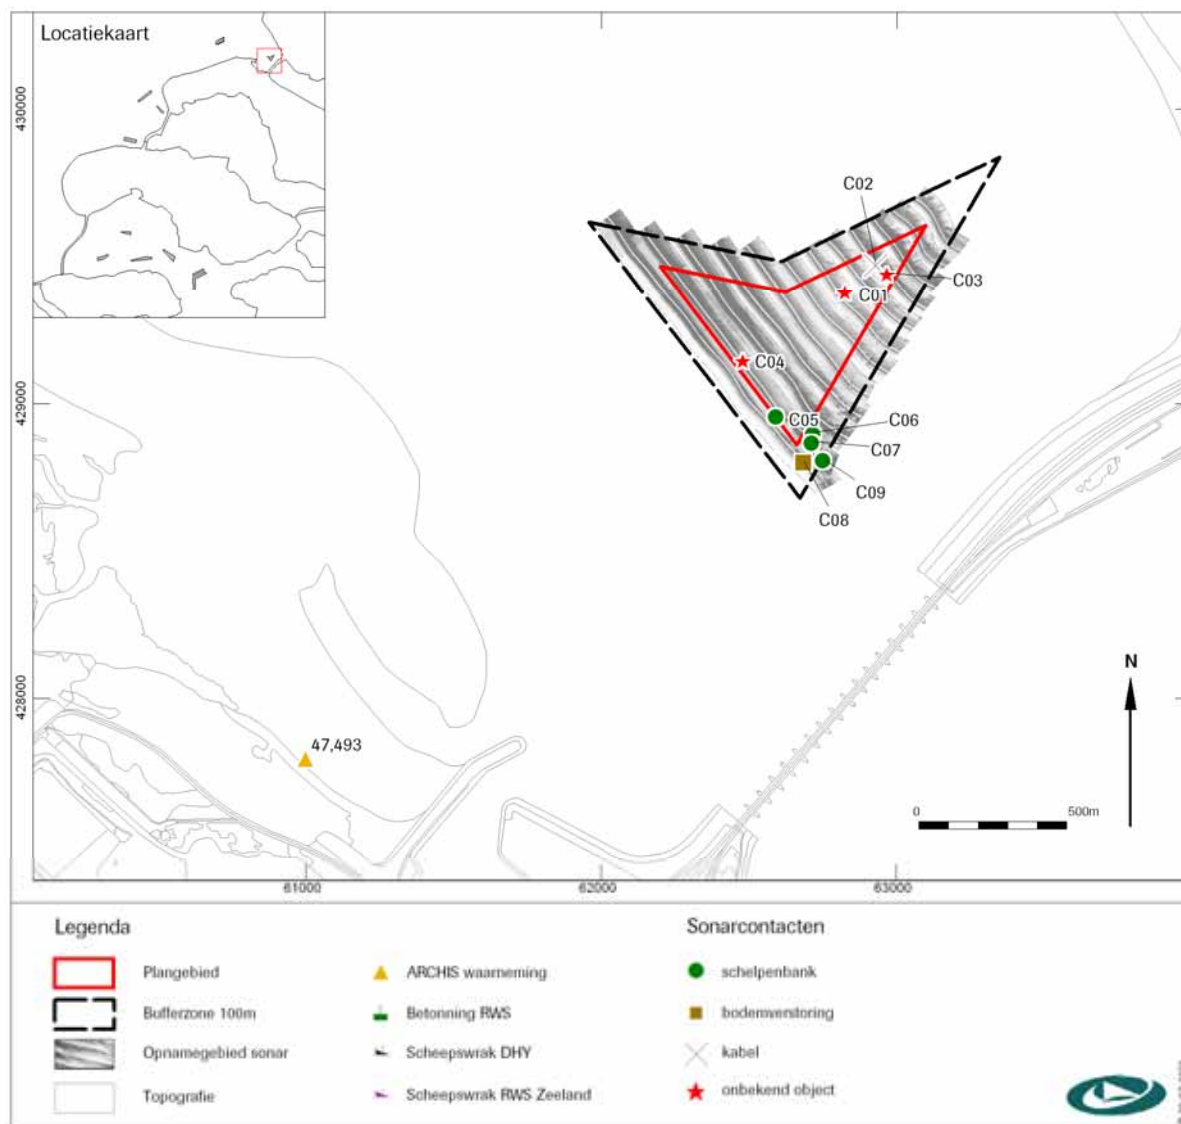 Locatiekaart
430000
429000
428000
C02
C03
C01
C04
C05
C06
C07
C09
C08
47,493
N
0 500m
61000 62000 63000
Legenda
Plangebied
Bufferzone 100m
Opnamegebied sonar
Topografie
ARCHIS waarneming
Betonning RWS
Scheepswrak DHY
Scheepswrak RWS Zeeland
Sonarcontacten
schelpenbank
bodemverstoring
kabel
onbekend object